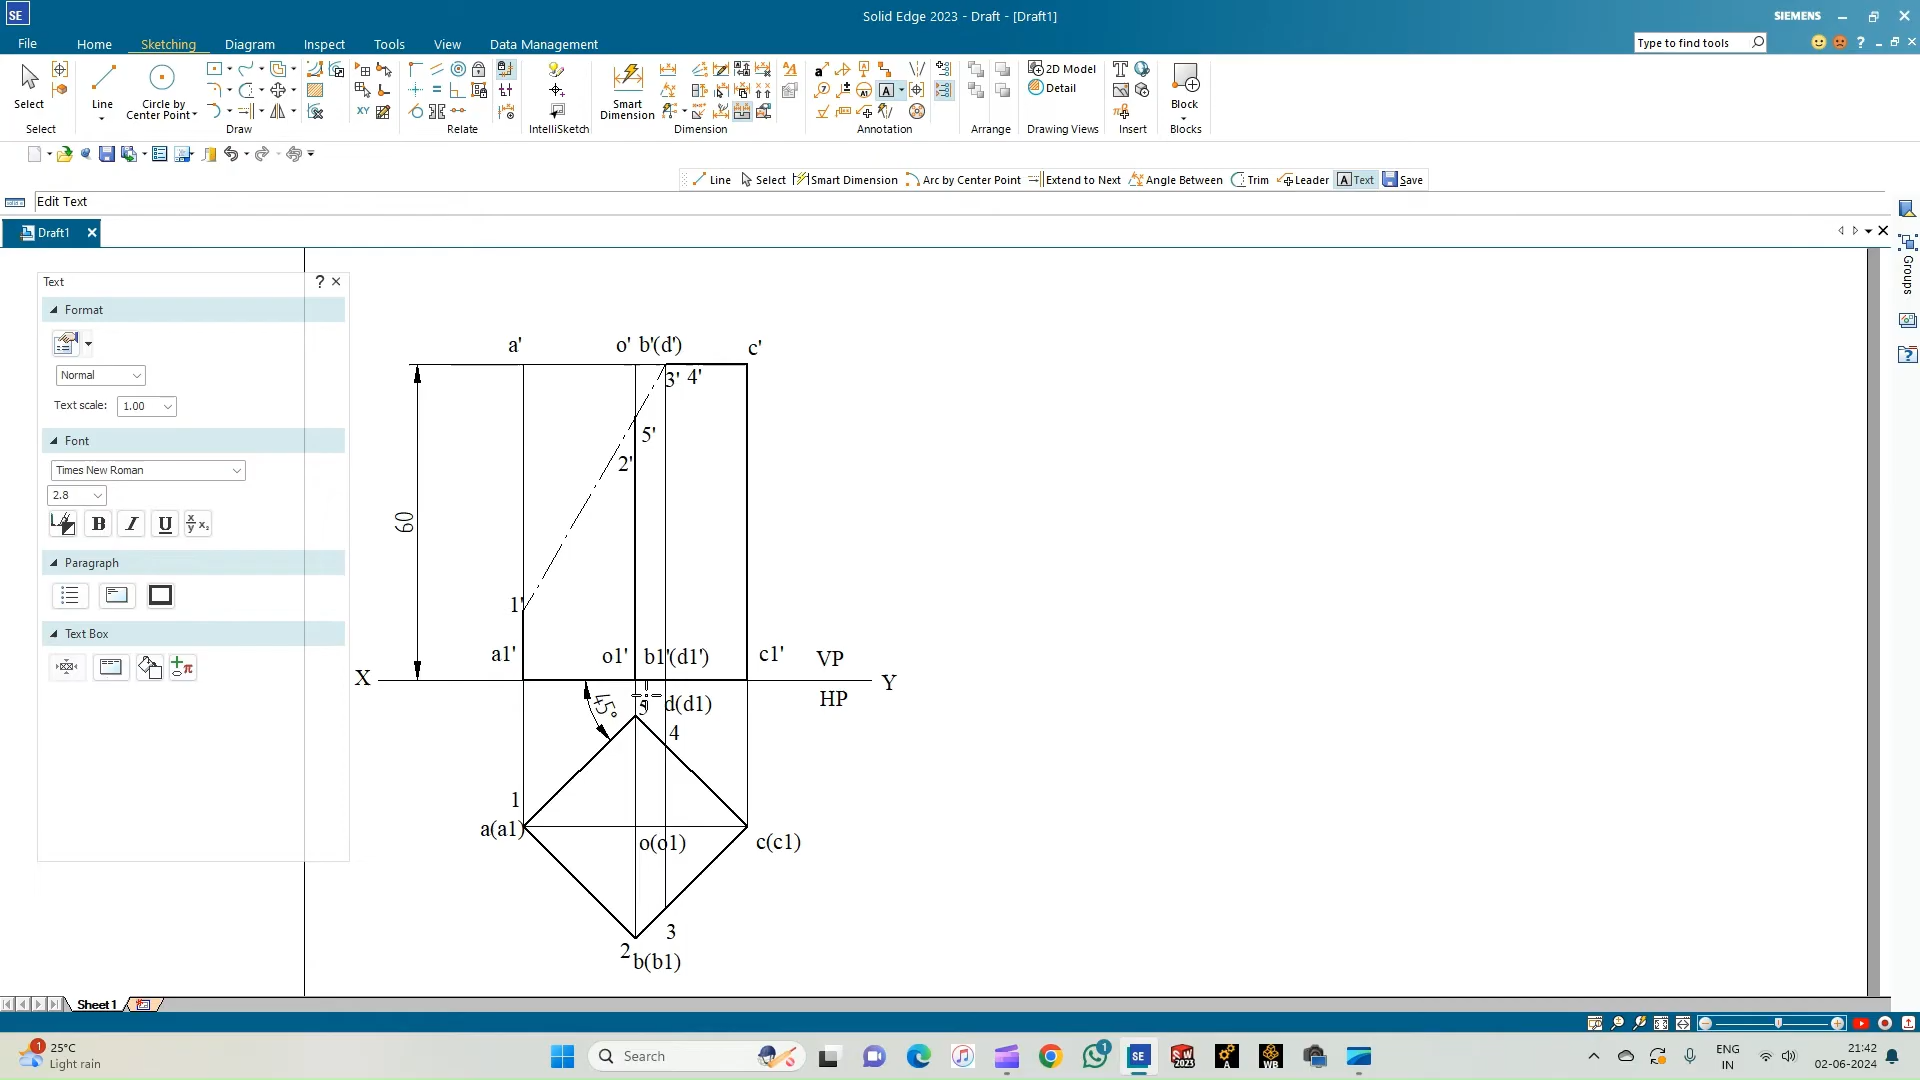 SE Solid Edge 2023 - Draft - [Draft1] SIEMENS
File Home Sketching Diagram Inspect Tools View Data Management Type to find tools
Select Line Circle by Center Point Smart Dimension 2D Model Detail Block
Select Draw Relate IntelliSketch Dimension Annotation Arrange Drawing Views Insert Blocks
Line Select Smart Dimension Arc by Center Point Extend to Next Angle Between Trim Leader Text Save
Edit Text
Draft1
Groups
Text ?
Format
Normal
Text scale: 1.00
Font
Times New Roman
2.8
B I U
Paragraph
Text Box
a' o' b'(d') c'
3' 4'
5'
2'
60
1'
a1' o1' b1'(d1') c1' VP
X Y
HP
45° 5 d(d1)
4
1
a(a1) o(o1) c(c1)
3
2 b(b1)
Sheet1
25°C
Light rain
Search
ENG
IN
21:42
02-06-2024